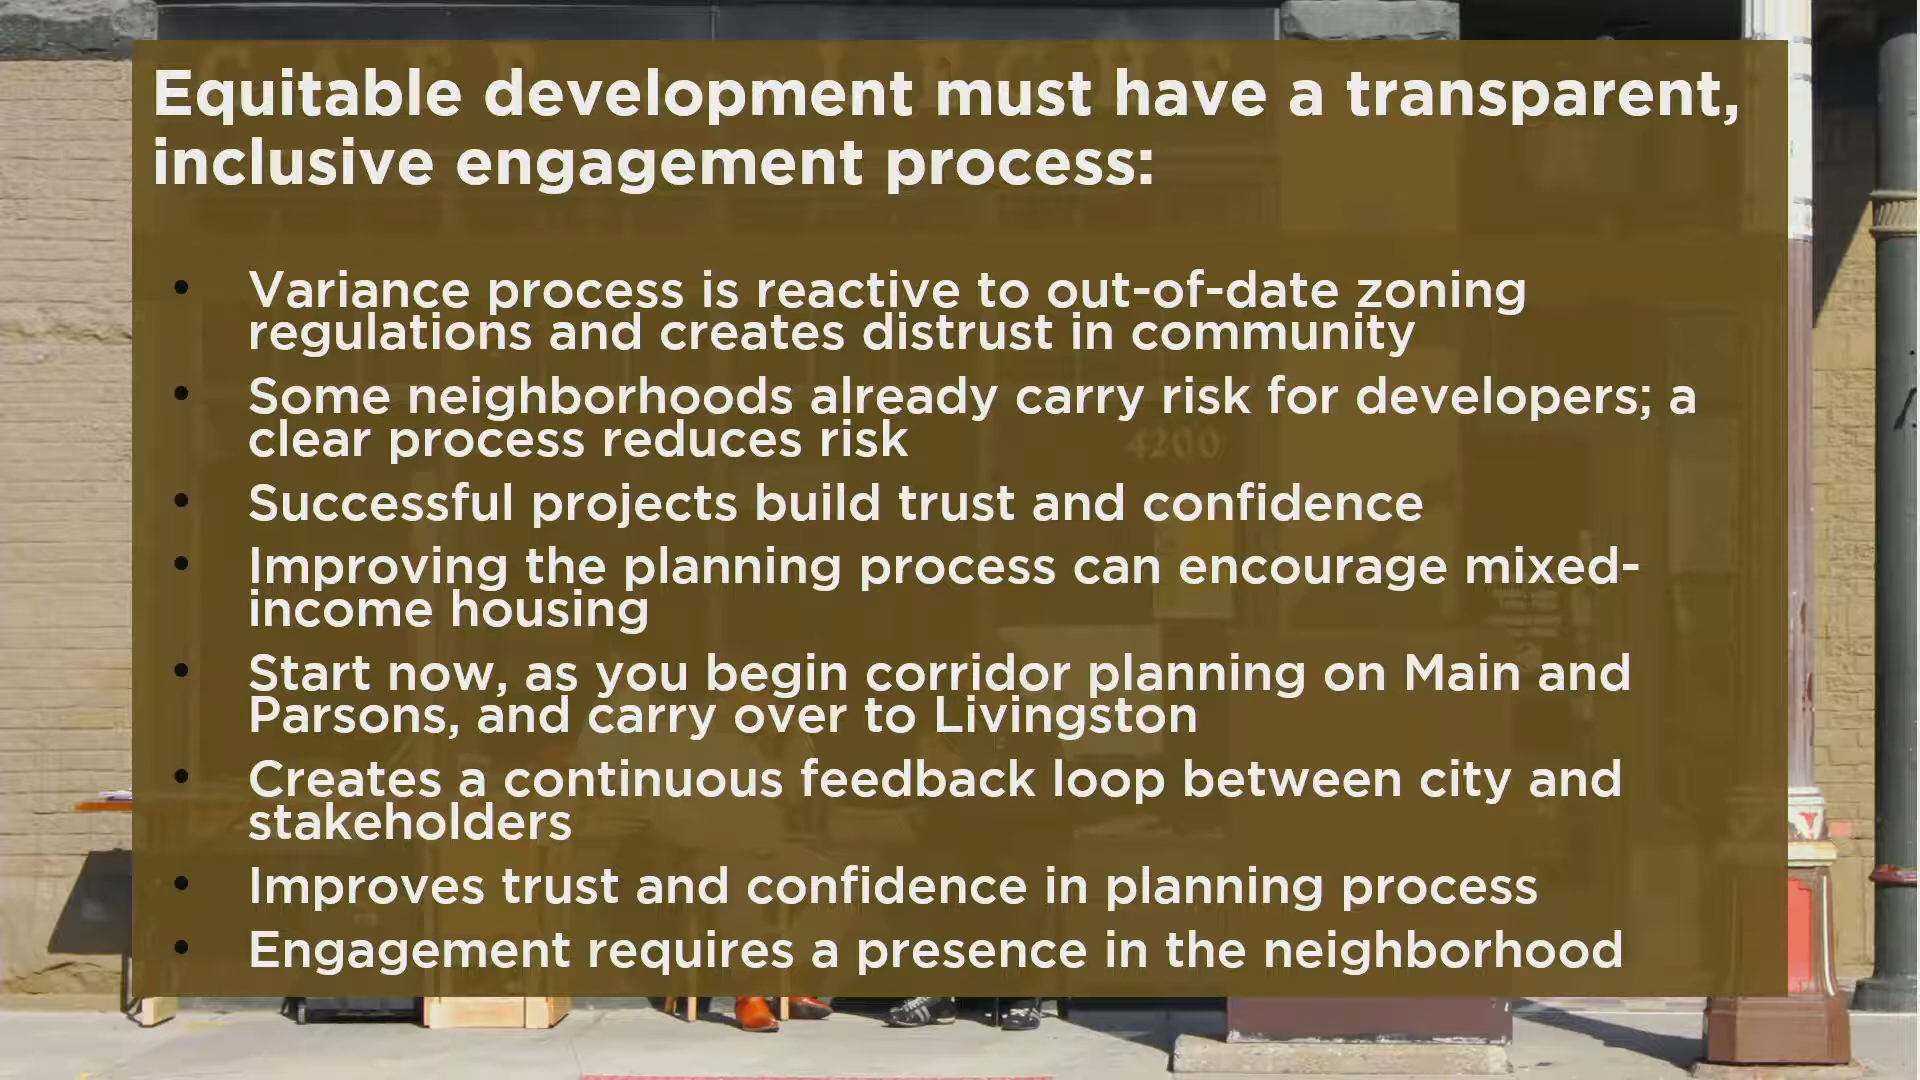 Equitable development must have a transparent,
inclusive engagement process:
• Variance process is reactive to out-of-date zoning
regulations and creates distrust in community
• Some neighborhoods already carry risk for developers; a
clear process reduces risk
• Successful projects build trust and confidence
• Improving the planning process can encourage mixed-
income housing
• Start now, as you begin corridor planning on Main and
Parsons, and carry over to Livingston
• Creates a continuous feedback loop between city and
stakeholders
• Improves trust and confidence in planning process
• Engagement requires a presence in the neighborhood
4200